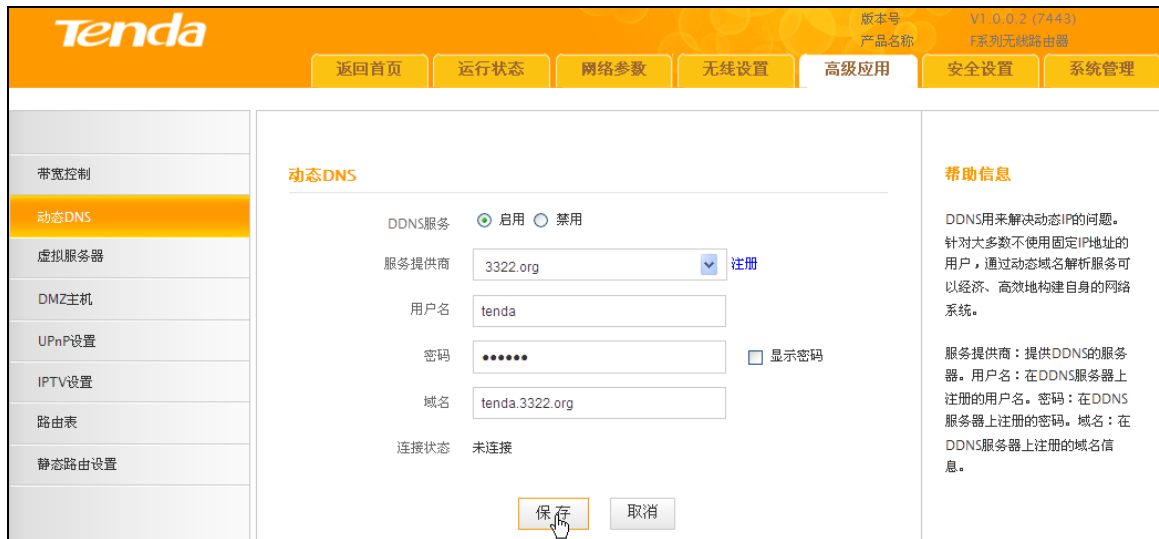 Tenda
版本号 V1.0.0.2 (7443)
产品名称 F系列无线路由器
返回首页 运行状态 网络参数 无线设置 高级应用 安全设置 系统管理
带宽控制
动态DNS
虚拟服务器
DMZ主机
UPnP设置
IPTV设置
路由表
静态路由设置
动态DNS
DDNS服务 启用 禁用
服务提供商 3322.org 注册
用户名 tenda
密码 •••••• 显示密码
域名 tenda.3322.org
连接状态 未连接
保存 取消
帮助信息
DDNS用来解决动态IP的问题。
针对大多数不使用固定IP地址的
用户，通过动态域名解析服务可
以经济、高效地构建自身的网络
系统。
服务提供商：提供DDNS的服务
器。用户名：在DDNS服务器上
注册的用户名。密码：在DDNS
服务器上注册的密码。域名：在
DDNS服务器上注册的域名信
息。